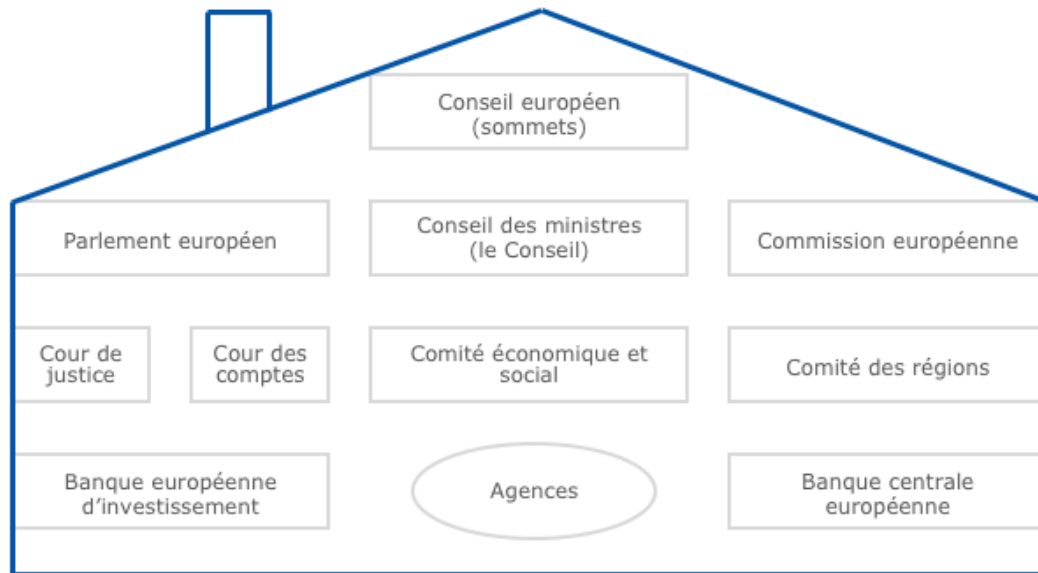 Conseil européen
(sommets)
Parlement européen
Conseil des ministres
(le Conseil)
Commission européenne
Cour de
justice
Cour des
comptes
Comité économique et
social
Comité des régions
Banque européenne
d’investissement
Agences
Banque centrale
européenne